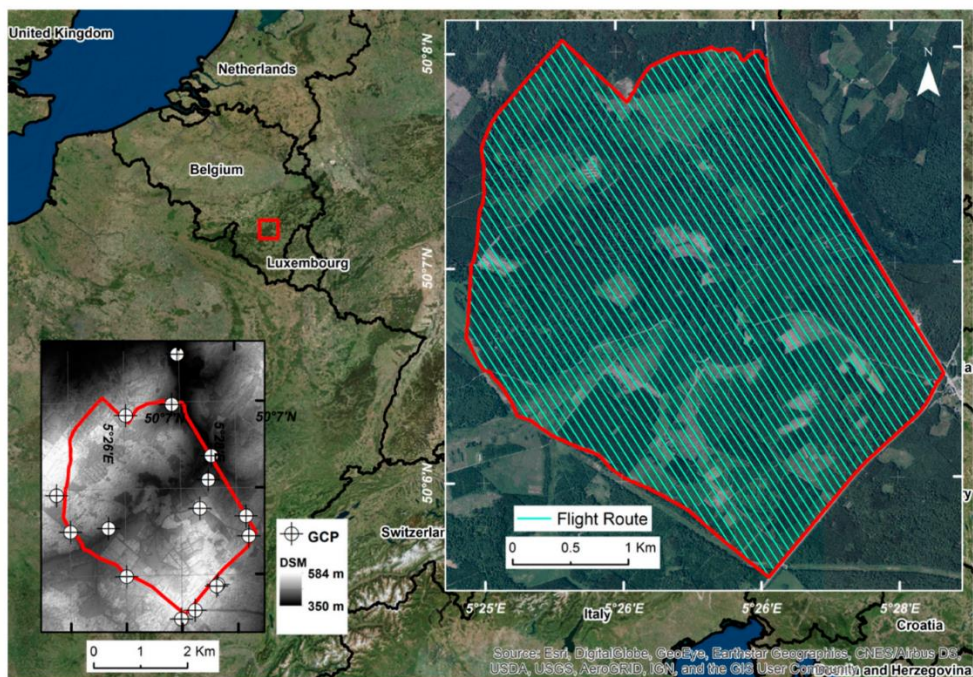 United Kingdom
Netherlands
Belgium
Luxembourg
Switzerlan
Italy
Croatia
Bosnia and Herzegovina
50°8'N
50°7'N
50°6'N
N
a
y
Flight Route
0 0.5 1 Km
5°25'E 5°26'E 5°26'E 5°28'E
50°7'N 50°7'N
5°26'E
GCP
DSM
584 m
350 m
0 1 2 Km
Source: Esri, DigitalGlobe, GeoEye, Earthstar Geographics, CNES/Airbus DS,
USDA, USGS, AeroGRID, IGN, and the GIS User Community